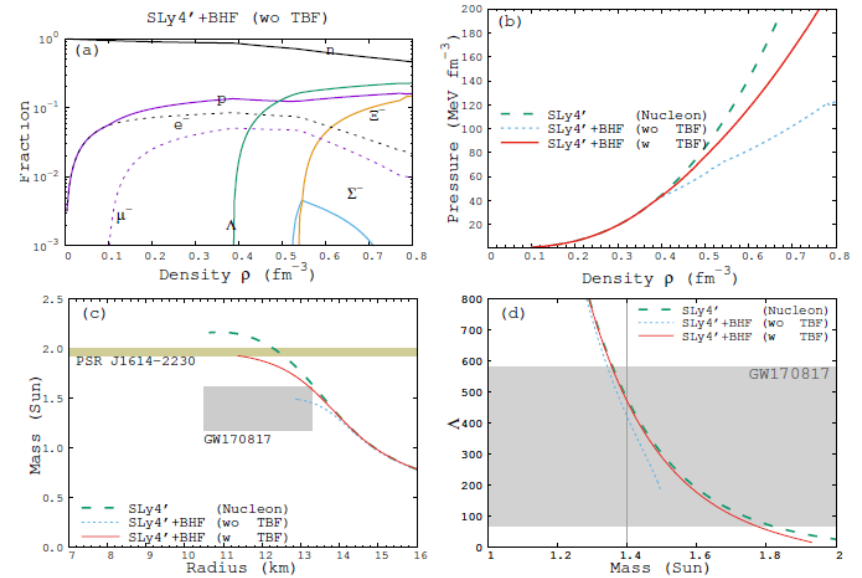 SLy4′+BHF (wo TBF)
(a)
n
p
e⁻
μ⁻
Λ
Ξ⁻
Σ⁻
10⁰
10⁻¹
10⁻²
10⁻³
Fraction
0 0.1 0.2 0.3 0.4 0.5 0.6 0.7 0.8
Density ρ (fm⁻³)
(b)
SLy4′ (Nucleon)
SLy4′+BHF (wo TBF)
SLy4′+BHF (w TBF)
200
180
160
140
120
100
80
60
40
20
Pressure (MeV fm⁻³)
0 0.1 0.2 0.3 0.4 0.5 0.6 0.7 0.8
Density ρ (fm⁻³)
(c)
PSR J1614-2230
GW170817
SLy4′ (Nucleon)
SLy4′+BHF (wo TBF)
SLy4′+BHF (w TBF)
2.5
2.0
1.5
1.0
0.5
0.0
Mass (Sun)
7 8 9 10 11 12 13 14 15 16
Radius (km)
(d)
SLy4′ (Nucleon)
SLy4′+BHF (wo TBF)
SLy4′+BHF (w TBF)
GW170817
800
700
600
500
400
300
200
100
0
Λ
1 1.2 1.4 1.6 1.8 2
Mass (Sun)